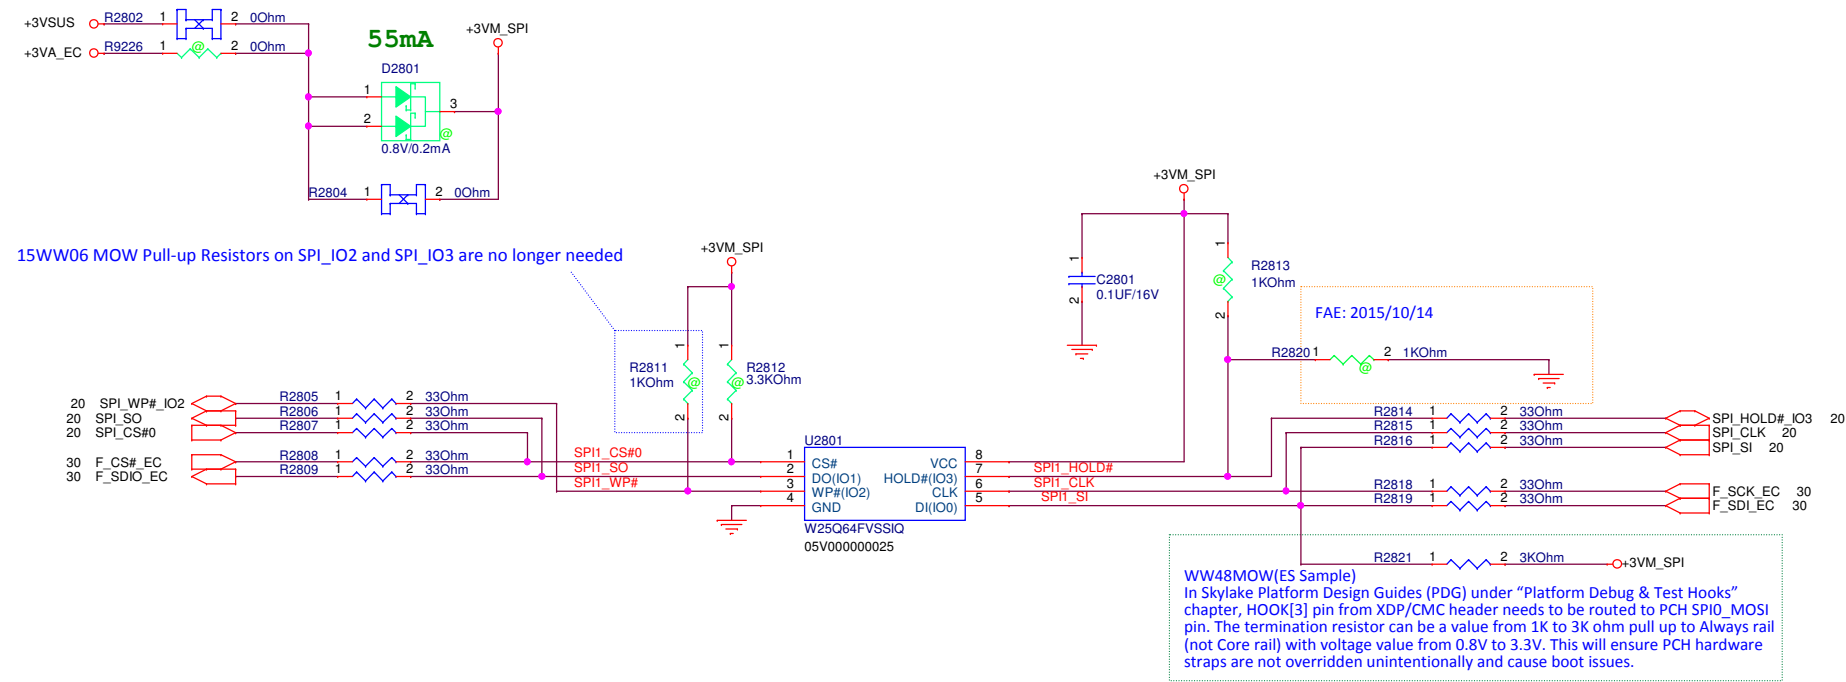 +3VSUS R2802 1 2 0Ohm
+3VA_EC R9226 1 @ 2 0Ohm
55mA
+3VM_SPI
D2801
1
2
3
@
0.8V/0.2mA
R2804 1 2 0Ohm
15WW06 MOW Pull-up Resistors on SPI_IO2 and SPI_IO3 are no longer needed
+3VM_SPI
1
R2811
1KOhm
@
2
1
R2812
3.3KOhm
@
2
+3VM_SPI
1
C2801
0.1UF/16V
2
1
R2813
1KOhm
@
2
FAE: 2015/10/14
R2820 1 2 1KOhm
@
20 SPI_WP#_IO2 R2805 1 2 33Ohm
20 SPI_SO R2806 1 2 33Ohm
20 SPI_CS#0 R2807 1 2 33Ohm
30 F_CS#_EC R2808 1 2 33Ohm
30 F_SDIO_EC R2809 1 2 33Ohm
SPI1_CS#0
SPI1_SO
SPI1_WP#
U2801
1 CS# VCC 8
2 DO(IO1) HOLD#(IO3) 7
3 WP#(IO2) CLK 6
4 GND DI(IO0) 5
W25Q64FVSSIQ
05V000000025
SPI1_HOLD#
SPI1_CLK
SPI1_SI
R2814 1 2 33Ohm SPI_HOLD#_IO3 20
R2815 1 2 33Ohm SPI_CLK 20
R2816 1 2 33Ohm SPI_SI 20
R2818 1 2 33Ohm F_SCK_EC 30
R2819 1 2 33Ohm F_SDI_EC 30
R2821 1 2 3KOhm +3VM_SPI
WW48MOW(ES Sample)
In Skylake Platform Design Guides (PDG) under “Platform Debug & Test Hooks”
chapter, HOOK[3] pin from XDP/CMC header needs to be routed to PCH SPI0_MOSI
pin. The termination resistor can be a value from 1K to 3K ohm pull up to Always rail
(not Core rail) with voltage value from 0.8V to 3.3V. This will ensure PCH hardware
straps are not overridden unintentionally and cause boot issues.